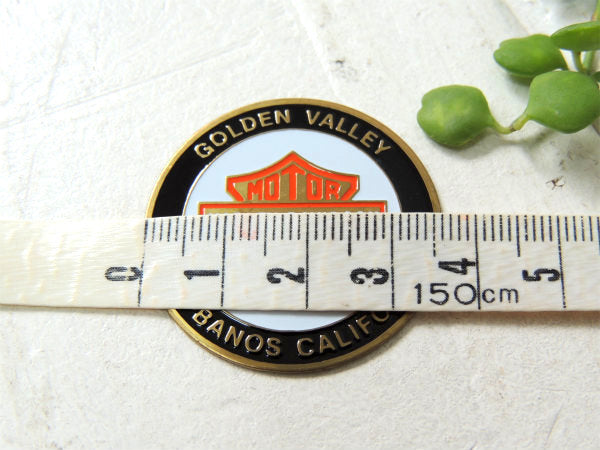 GOLDEN VALLEY
MOTOR
0 1 2 3 4 5
150cm
BANOS CALIFO